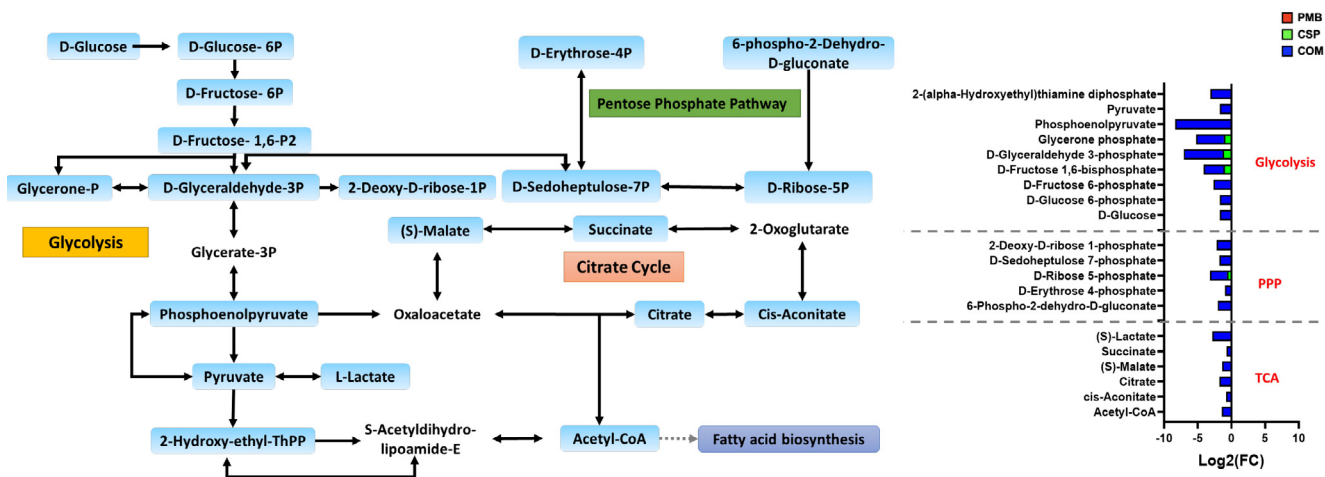 D-Glucose
D-Glucose- 6P
D-Erythrose-4P
6-phospho-2-Dehydro-
D-gluconate
D-Fructose- 6P
Pentose Phosphate Pathway
D-Fructose- 1,6-P2
Glycerone-P
D-Glyceraldehyde-3P
2-Deoxy-D-ribose-1P
D-Sedoheptulose-7P
D-Ribose-5P
Glycolysis
(S)-Malate
Succinate
2-Oxoglutarate
Glycerate-3P
Citrate Cycle
Phosphoenolpyruvate
Oxaloacetate
Citrate
Cis-Aconitate
Pyruvate
L-Lactate
2-Hydroxy-ethyl-ThPP
S-Acetyldihydro-
lipoamide-E
Acetyl-CoA
Fatty acid biosynthesis
PMB
CSP
COM
2-(alpha-Hydroxyethyl)thiamine diphosphate
Pyruvate
Phosphoenolpyruvate
Glycerone phosphate
D-Glyceraldehyde 3-phosphate
D-Fructose 1,6-bisphosphate
D-Fructose 6-phosphate
D-Glucose 6-phosphate
D-Glucose
Glycolysis
2-Deoxy-D-ribose 1-phosphate
D-Sedoheptulose 7-phosphate
D-Ribose 5-phosphate
D-Erythrose 4-phosphate
6-Phospho-2-dehydro-D-gluconate
PPP
(S)-Lactate
Succinate
(S)-Malate
Citrate
cis-Aconitate
Acetyl-CoA
TCA
-10 -5 0 5 10
Log2(FC)